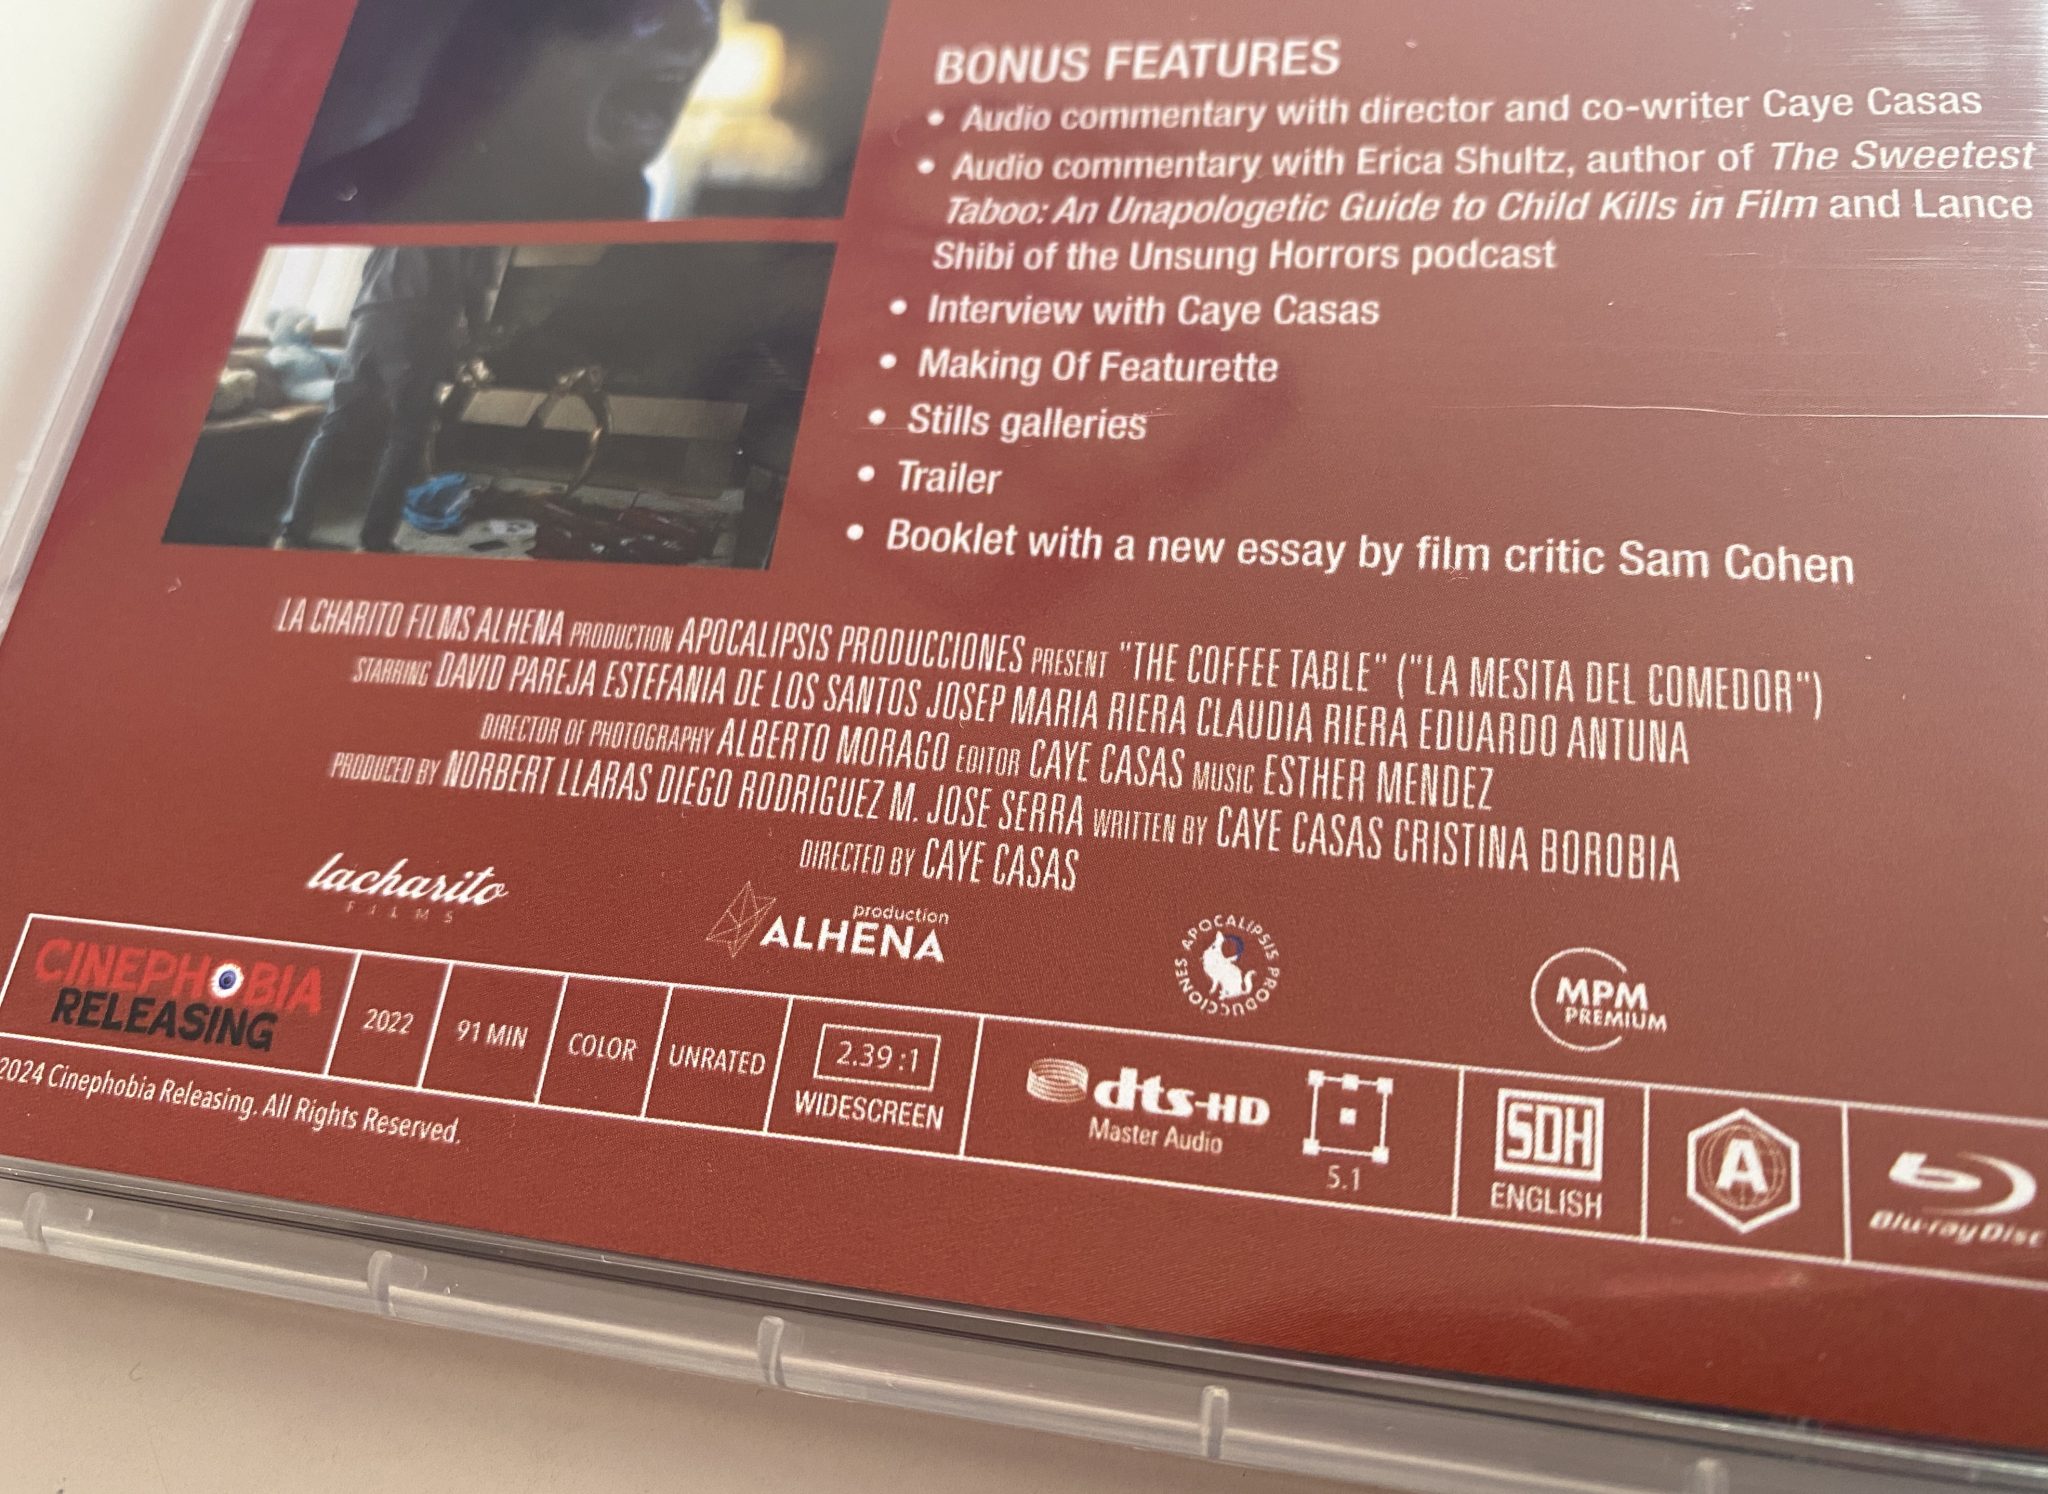 BONUS FEATURES
• Audio commentary with director and co-writer Caye Casas
• Audio commentary with Erica Shultz, author of The Sweetest
Taboo: An Unapologetic Guide to Child Kills in Film and Lance
Shibi of the Unsung Horrors podcast
• Interview with Caye Casas
• Making Of Featurette
• Stills galleries
• Trailer
• Booklet with a new essay by film critic Sam Cohen
LA CHARITO FILMS ALHENA PRODUCTION APOCALIPSIS PRODUCCIONES PRESENT "THE COFFEE TABLE" ("LA MESITA DEL COMEDOR")
STARRING DAVID PAREJA ESTEFANIA DE LOS SANTOS JOSEP MARIA RIERA CLAUDIA RIERA EDUARDO ANTUNA
DIRECTOR OF PHOTOGRAPHY ALBERTO MORAGO EDITOR CAYE CASAS MUSIC ESTHER MENDEZ
PRODUCED BY NORBERT LLARAS DIEGO RODRIGUEZ M. JOSE SERRA WRITTEN BY CAYE CASAS CRISTINA BOROBIA
DIRECTED BY CAYE CASAS
lacharito
FILMS
production
ALHENA
APOCALIPSIS PRODUCCIONES
MPM
PREMIUM
CINEPHOBIA
RELEASING
2022
91 MIN
COLOR
UNRATED
2.39:1
WIDESCREEN
dts-HD
Master Audio
5.1
SDH
ENGLISH
A
Blu-ray Disc
2024 Cinephobia Releasing. All Rights Reserved.